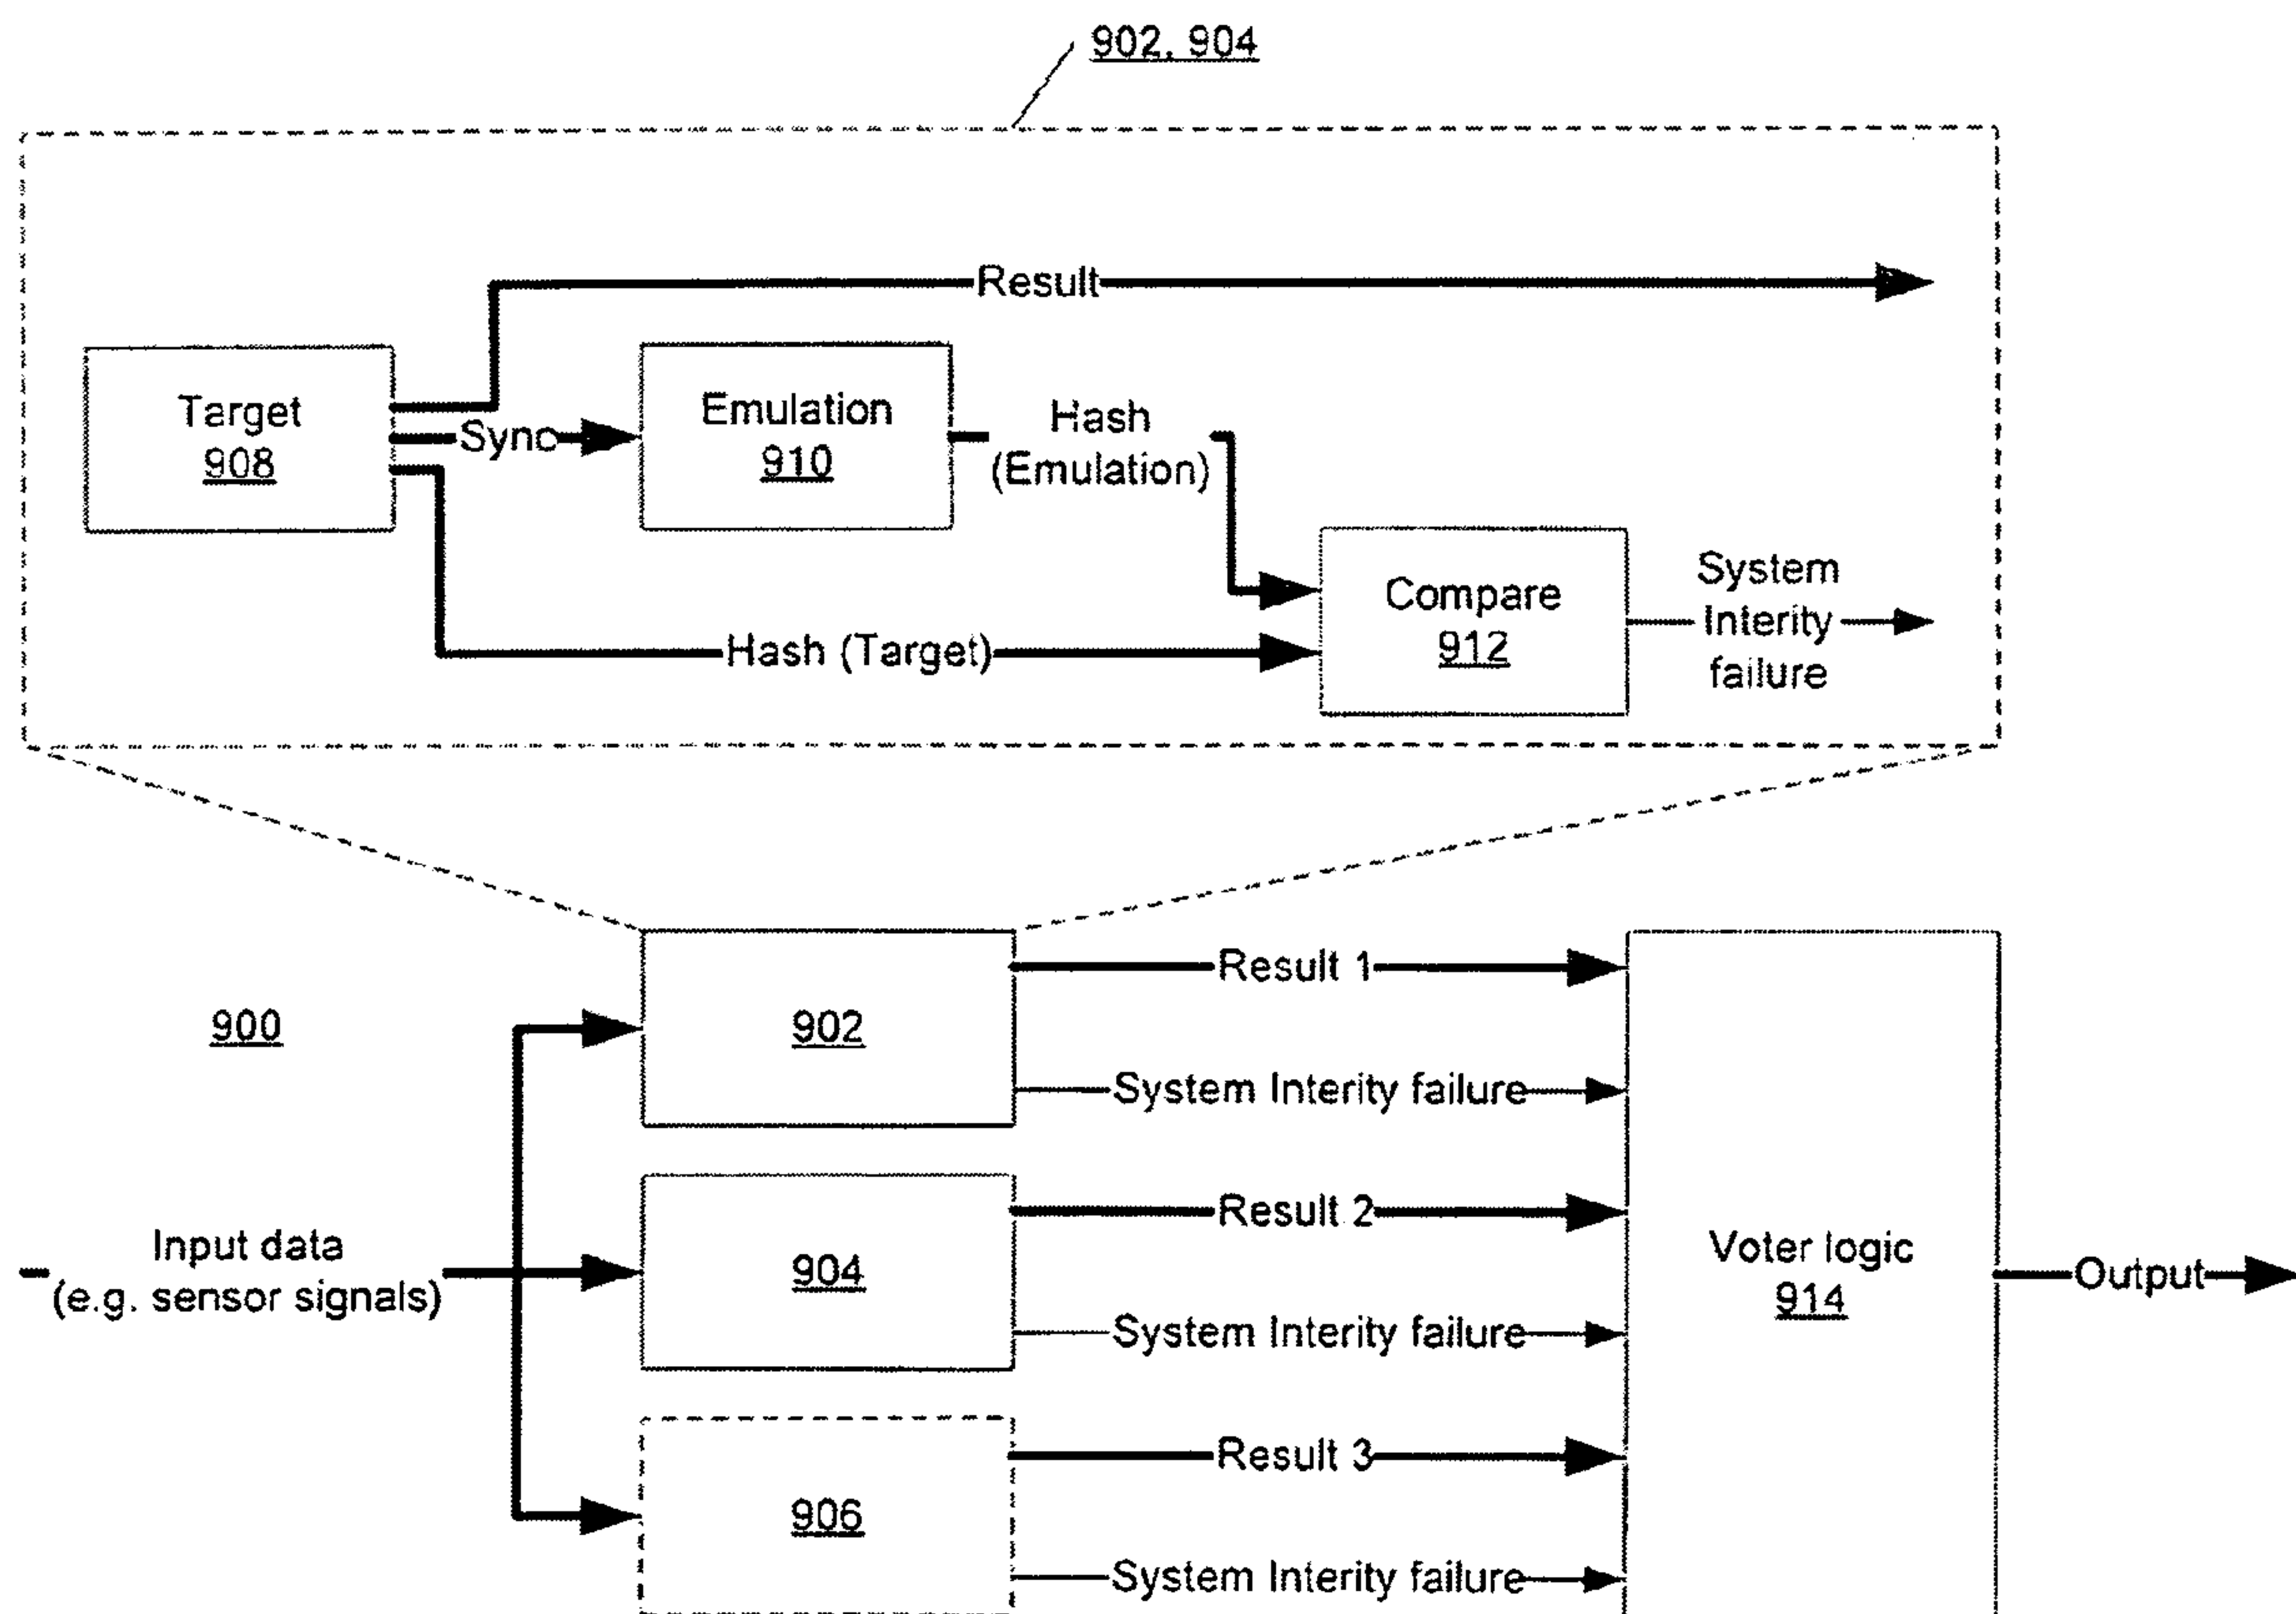 902, 904
Result
Target
908
Sync
Emulation
910
Hash
(Emulation)
Hash (Target)
Compare
912
System
Interity
failure
900
902
Result 1
System Interity failure
Input data
(e.g. sensor signals)
904
Result 2
System Interity failure
906
Result 3
System Interity failure
Voter logic
914
Output